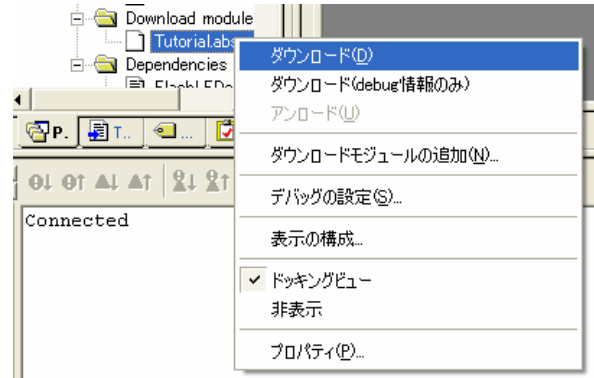 Download module
Tutorial.abs
Dependencies
ダウンロード(D)
ダウンロード(debug情報のみ)
アンロード(U)
ダウンロードモジュールの追加(N)...
デバッグの設定(S)...
表示の構成...
ドッキングビュー
非表示
プロパティ(P)...
P.
T..
...
Connected